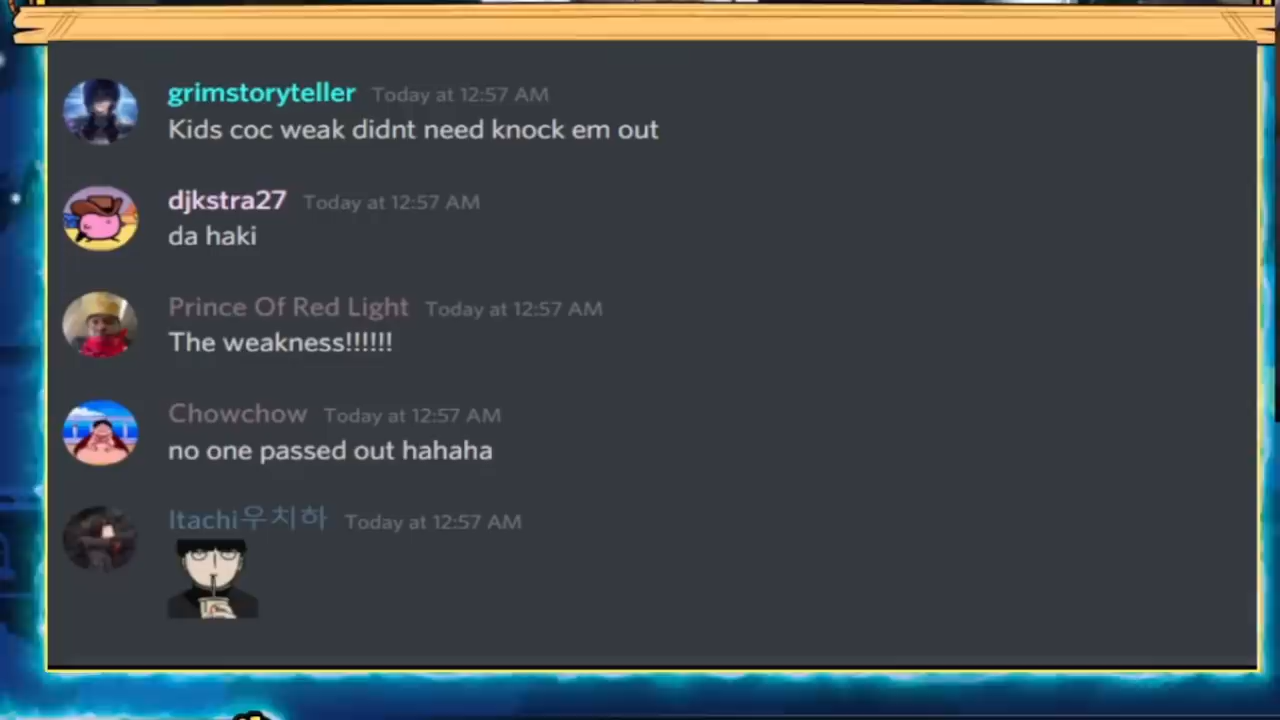 grimstoryteller Today at 12:57 AM
Kids coc weak didnt need knock em out
djkstra27 Today at 12:57 AM
da haki
Prince Of Red Light Today at 12:57 AM
The weakness!!!!!!
Chowchow Today at 12:57 AM
no one passed out hahaha
Itachi우치하 Today at 12:57 AM